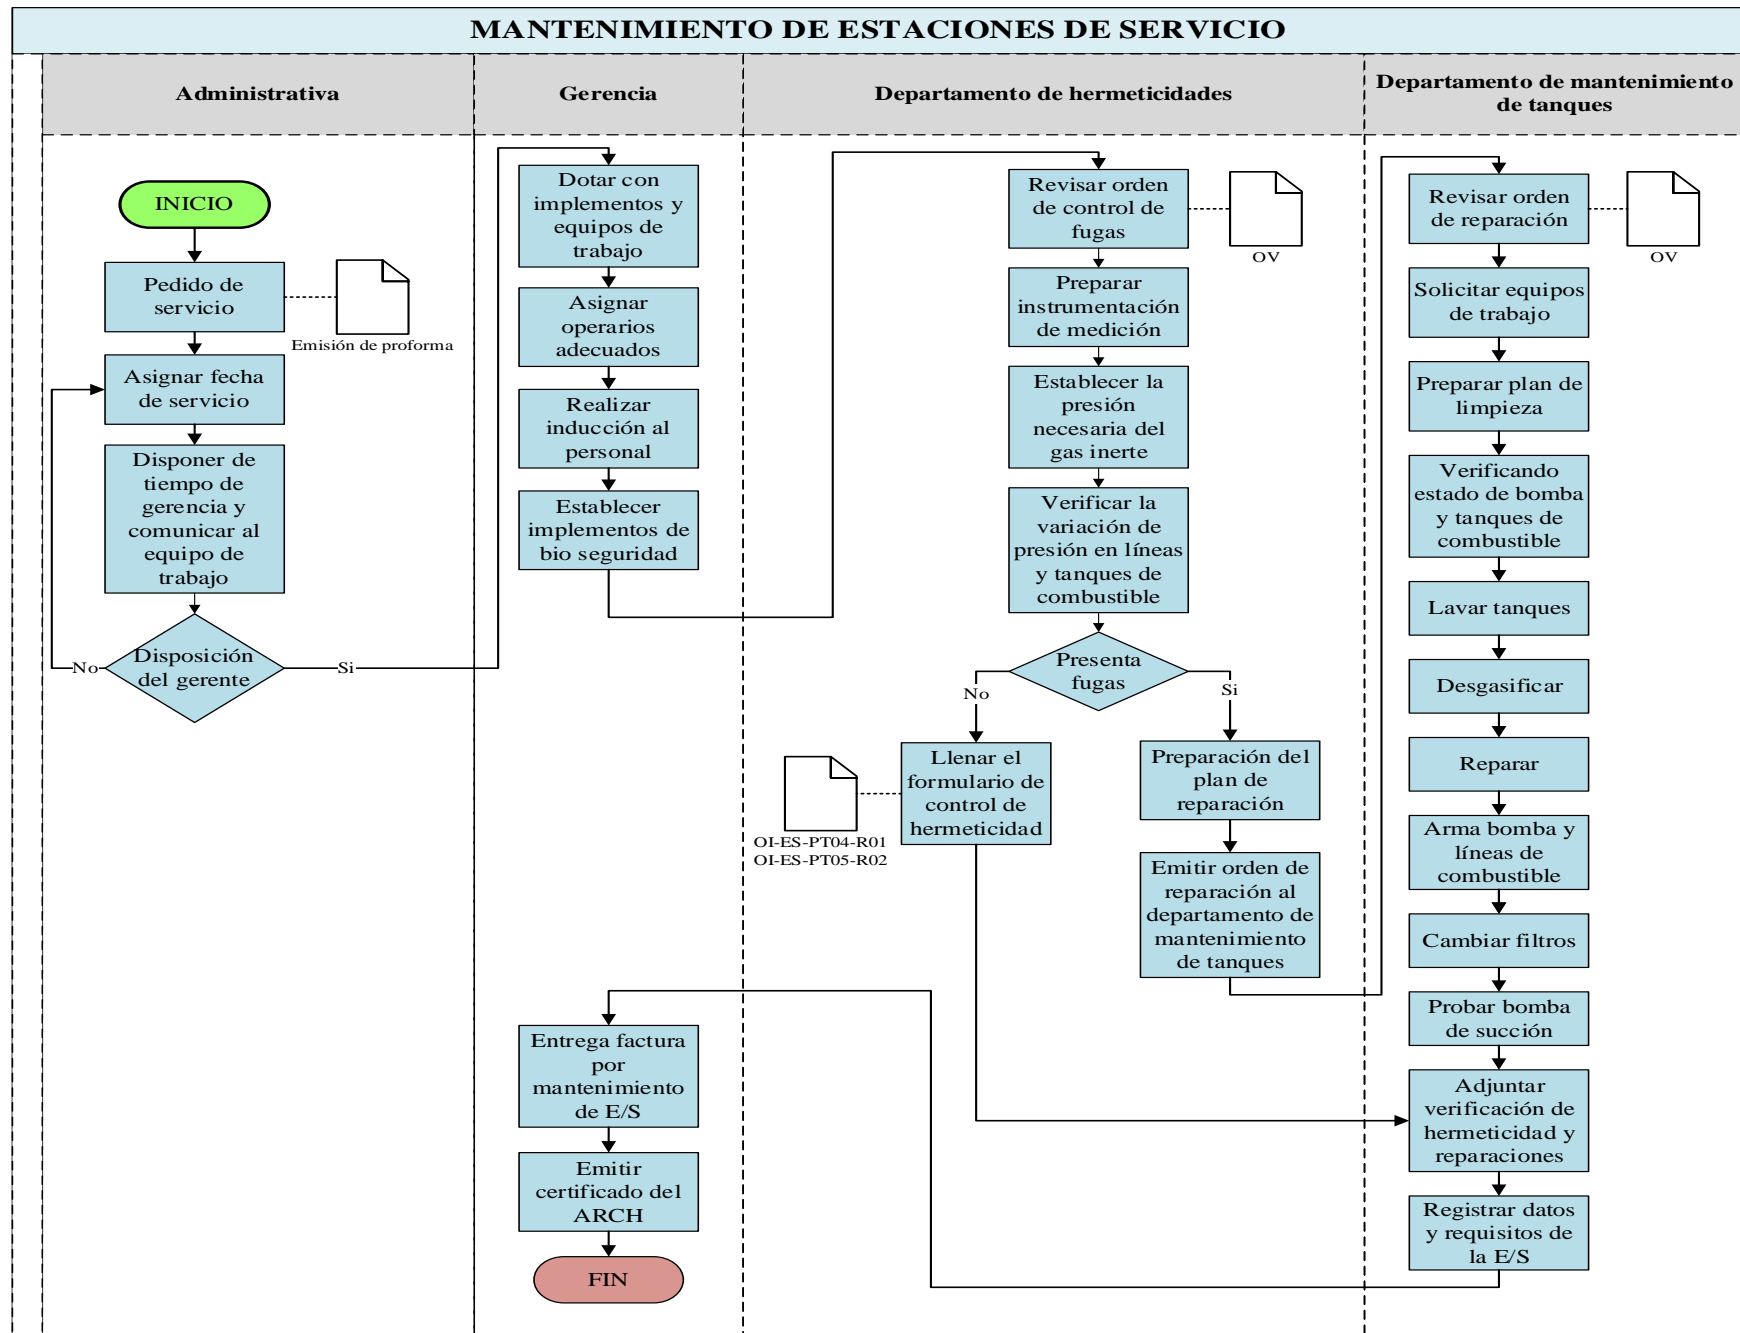 MANTENIMIENTO DE ESTACIONES DE SERVICIO
Administrativa
Gerencia
Departamento de hermeticidades
Departamento de mantenimiento
de tanques
INICIO
Pedido de
servicio
Emisión de proforma
Asignar fecha
de servicio
Disponer de
tiempo de
gerencia y
comunicar al
equipo de
trabajo
Disposición
del gerente
No
Si
Dotar con
implementos y
equipos de
trabajo
Asignar
operarios
adecuados
Realizar
inducción al
personal
Establecer
implementos de
bio seguridad
Entrega factura
por
mantenimiento
de E/S
Emitir
certificado del
ARCH
FIN
Revisar orden
de control de
fugas
OV
Preparar
instrumentación
de medición
Establecer la
presión
necesaria del
gas inerte
Verificar la
variación de
presión en líneas
y tanques de
combustible
Presenta
fugas
No
Si
Llenar el
formulario de
control de
hermeticidad
OI-ES-PT04-R01
OI-ES-PT05-R02
Preparación del
plan de
reparación
Emitir orden de
reparación al
departamento de
mantenimiento
de tanques
Revisar orden
de reparación
OV
Solicitar equipos
de trabajo
Preparar plan de
limpieza
Verificando
estado de bomba
y tanques de
combustible
Lavar tanques
Desgasificar
Reparar
Arma bomba y
líneas de
combustible
Cambiar filtros
Probar bomba
de succión
Adjuntar
verificación de
hermeticidad y
reparaciones
Registrar datos
y requisitos de
la E/S